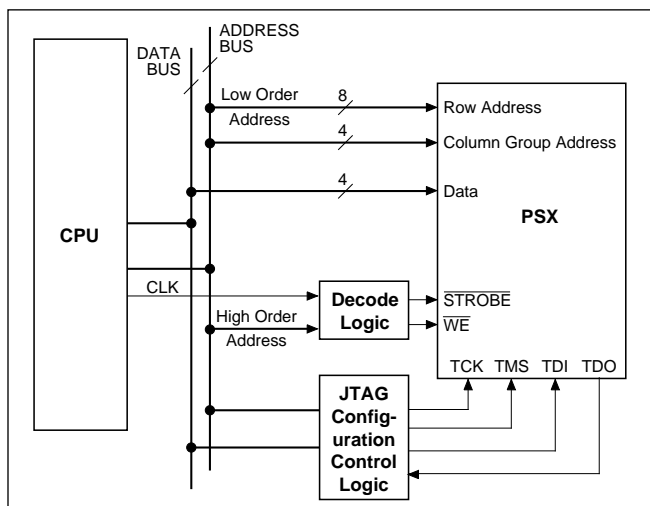 ADDRESS
BUS
DATA
BUS
Low Order
Address
8
Row Address
4
Column Group Address
4
Data
CPU
PSX
CLK
Decode
Logic
STROBE
WE
High Order
Address
TCK TMS TDI TDO
JTAG
Config-
uration
Control
Logic